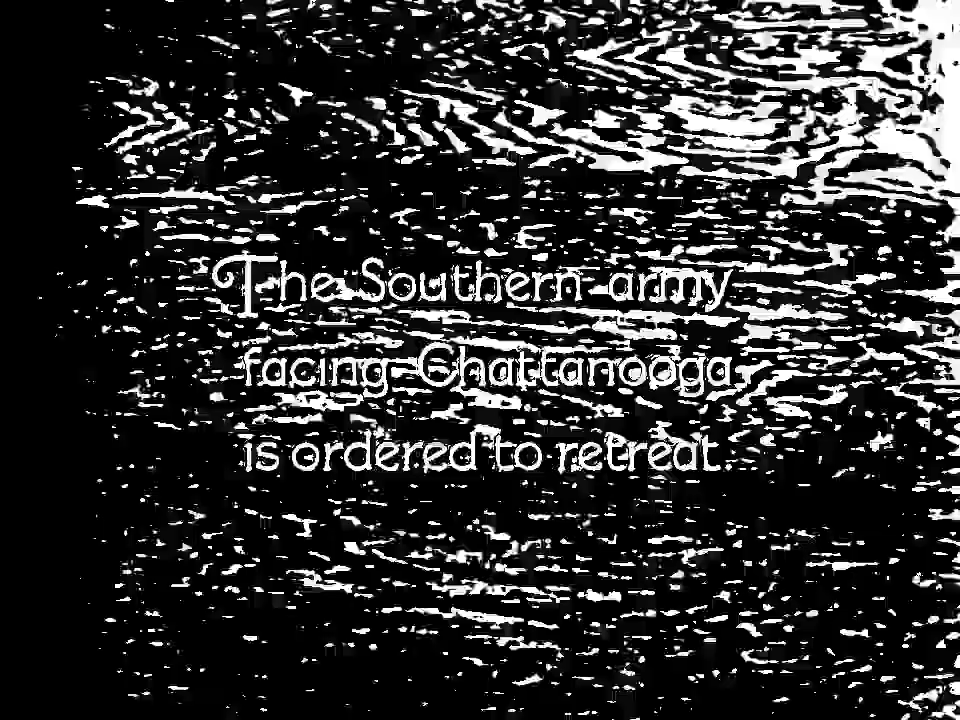 The Southern army
facing Chattanooga
is ordered to retreat.